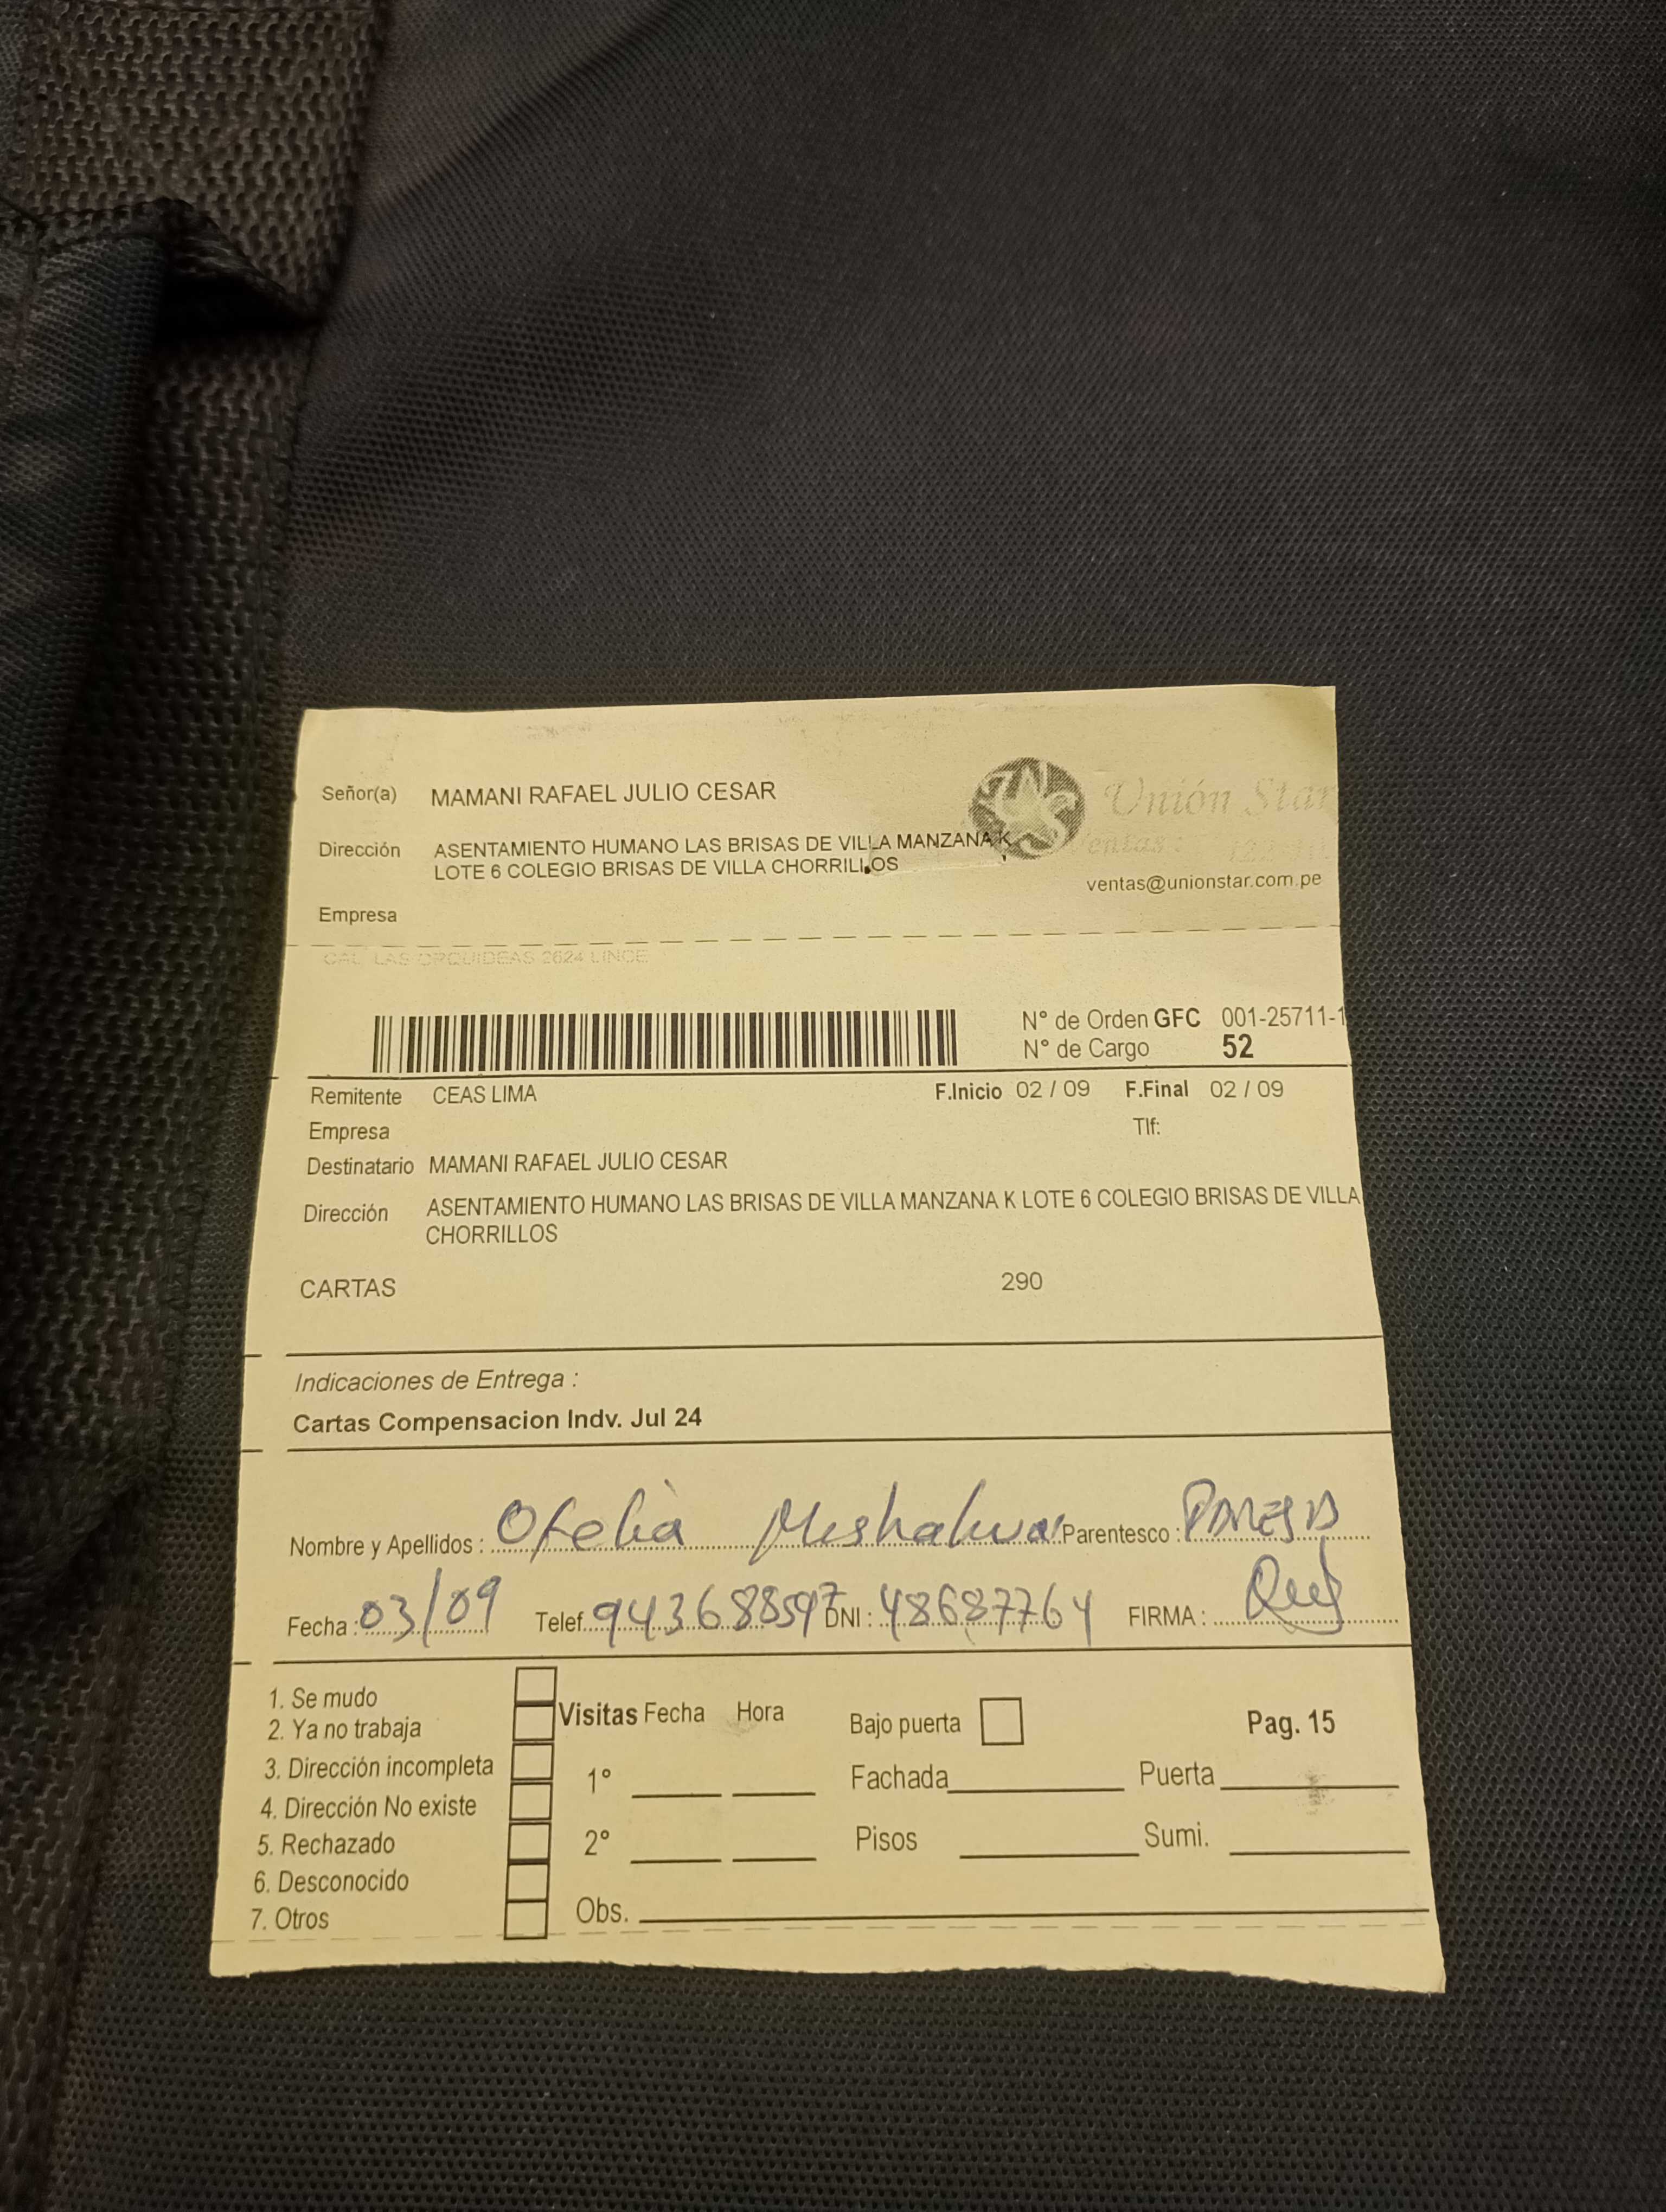 Señor(a) MAMANI RAFAEL JULIO CESAR
Unión Star
Dirección ASENTAMIENTO HUMANO LAS BRISAS DE VILLA MANZANA K
LOTE 6 COLEGIO BRISAS DE VILLA CHORRILLOS
ventas@unionstar.com.pe
Empresa
CAL LAS ORQUIDEAS 2624 LINCE
N° de Orden GFC 001-25711-1
N° de Cargo 52
Remitente CEAS LIMA F.Inicio 02 / 09 F.Final 02 / 09
Empresa Tlf:
Destinatario MAMANI RAFAEL JULIO CESAR
Dirección ASENTAMIENTO HUMANO LAS BRISAS DE VILLA MANZANA K LOTE 6 COLEGIO BRISAS DE VILLA
CHORRILLOS
CARTAS 290
Indicaciones de Entrega :
Cartas Compensacion Indv. Jul 24
Nombre y Apellidos : Ofelia Parentesco :
Fecha : 03/09 Telef. 943688597 DNI : 48687764 FIRMA :
1. Se mudo
2. Ya no trabaja
3. Dirección incompleta
4. Dirección No existe
5. Rechazado
6. Desconocido
7. Otros
Visitas Fecha Hora Bajo puerta Pag. 15
1° Fachada Puerta
2° Pisos Sumi.
Obs.